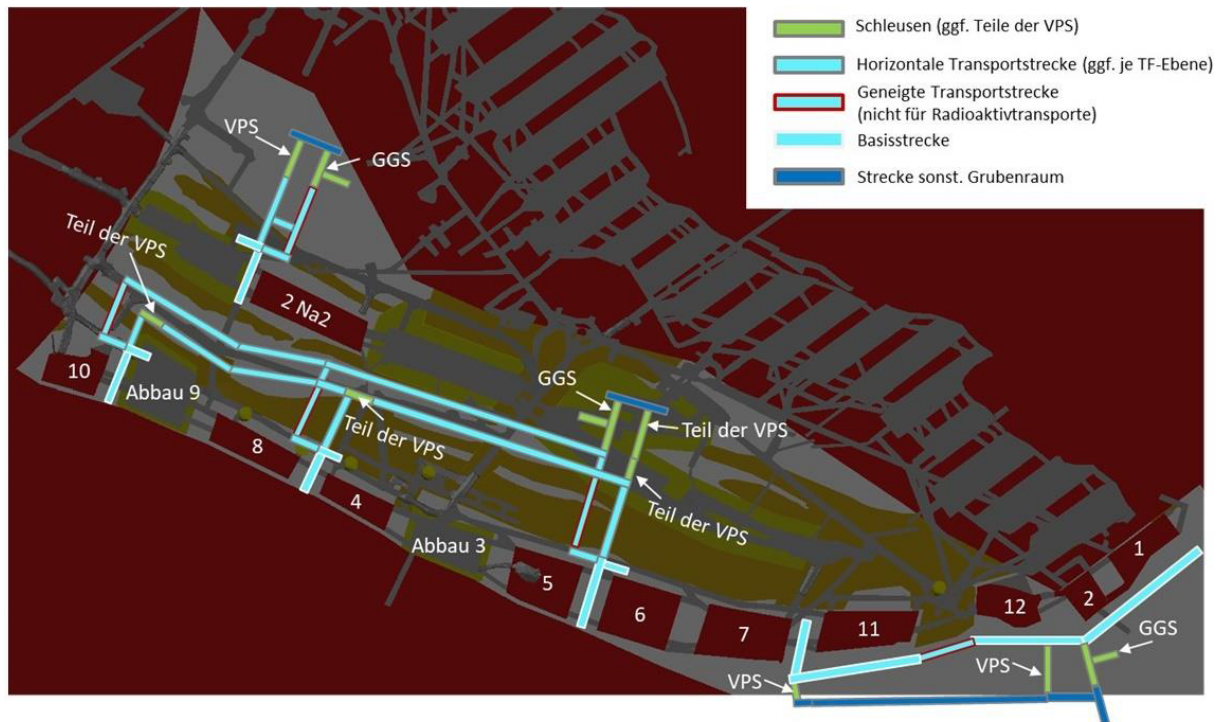 Schleusen (ggf. Teile der VPS)
Horizontale Transportstrecke (ggf. je TF-Ebene)
Geneigte Transportstrecke
(nicht für Radioaktivtransporte)
Basisstrecke
Strecke sonst. Grubenraum
VPS
GGS
Teil der VPS
2 Na2
10
Abbau 9
GGS
Teil der VPS
Teil der VPS
8
Teil der VPS
4
Abbau 3
5
6
7
11
12
2
1
GGS
VPS
VPS